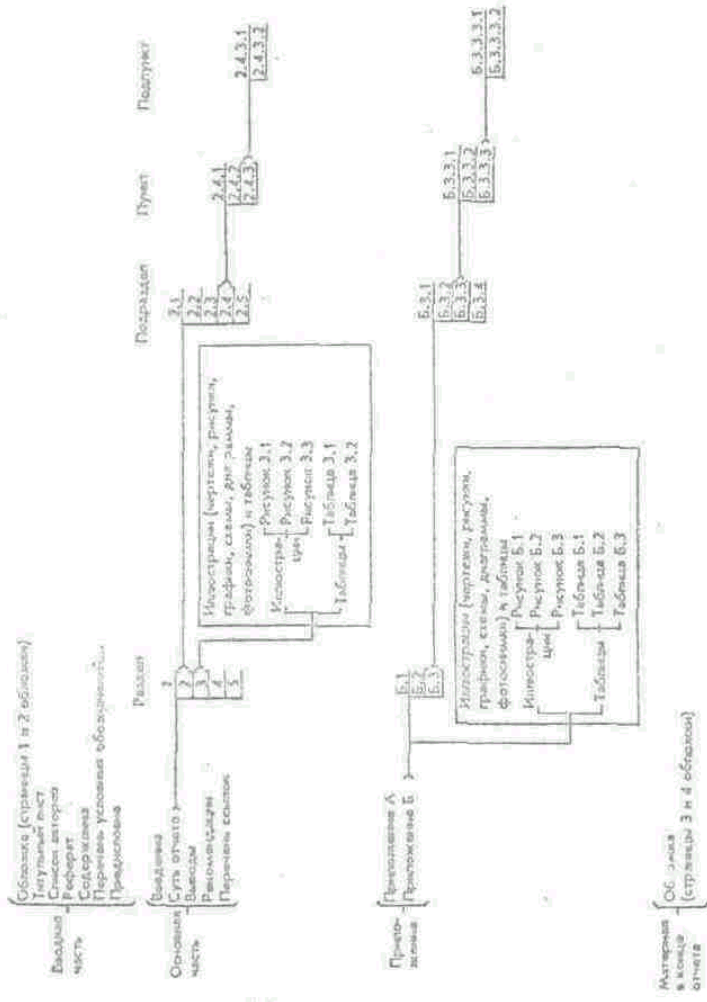 Вводная
часть
Обложка (страницы 1 и 2 обложки)
Титульный лист
Список авторов
Реферат
Содержание
Перечень условных обозначений
Предисловие
Раздел
Подраздел
Пункт
Подпункт
Основная
часть
Введение
Суть отчета
Выводы
Рекомендации
Перечень ссылок
1
2
3
4
5
2.1
2.2
2.3
2.4
2.5
2.4.1
2.4.2
2.4.3
2.4.3.1
2.4.3.2
Иллюстрации (чертежи, рисунки,
графики, схемы, диаграммы,
фотоснимки) и таблицы
Иллюстра-
ции
Рисунок 3.1
Рисунок 3.2
Рисунок 3.3
Таблицы
Таблица 3.1
Таблица 3.2
Прило-
жения
Приложение А
Приложение Б
Б.1
Б.2
Б.3
Б.3.1
Б.3.2
Б.3.3
Б.3.4
Б.3.3.1
Б.3.3.2
Б.3.3.3
Б.3.3.3.1
Б.3.3.3.2
Иллюстрации (чертежи, рисунки,
графики, схемы, диаграммы,
фотоснимки) и таблицы
Иллюстра-
ции
Рисунок Б.1
Рисунок Б.2
Рисунок Б.3
Таблицы
Таблица Б.1
Таблица Б.2
Таблица Б.3
Материал
в конце
отчета
Обложка
(страницы 3 и 4 обложки)